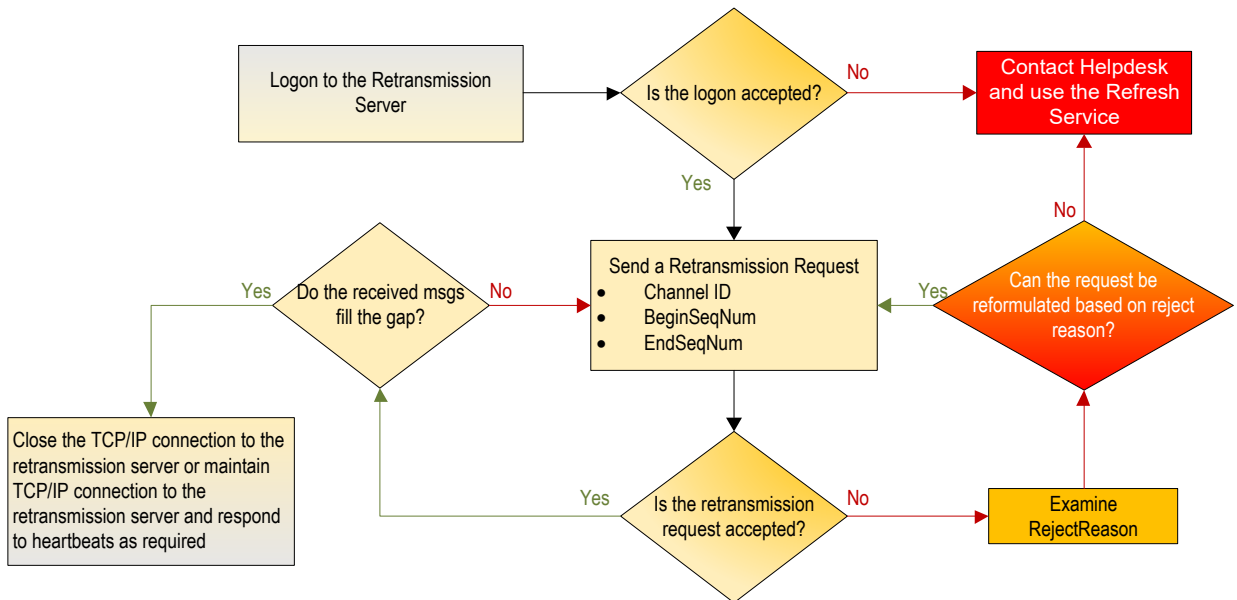 Logon to the Retransmission
Server
Is the logon accepted?
No
Contact Helpdesk
and use the Refresh
Service
Yes
No
Send a Retransmission Request
• Channel ID
• BeginSeqNum
• EndSeqNum
Yes
Do the received msgs
fill the gap?
No
Yes
Can the request be
reformulated based on reject
reason?
Close the TCP/IP connection to the
retransmission server or maintain
TCP/IP connection to the
retransmission server and respond
to heartbeats as required
Yes
Is the retransmission
request accepted?
No
Examine
RejectReason